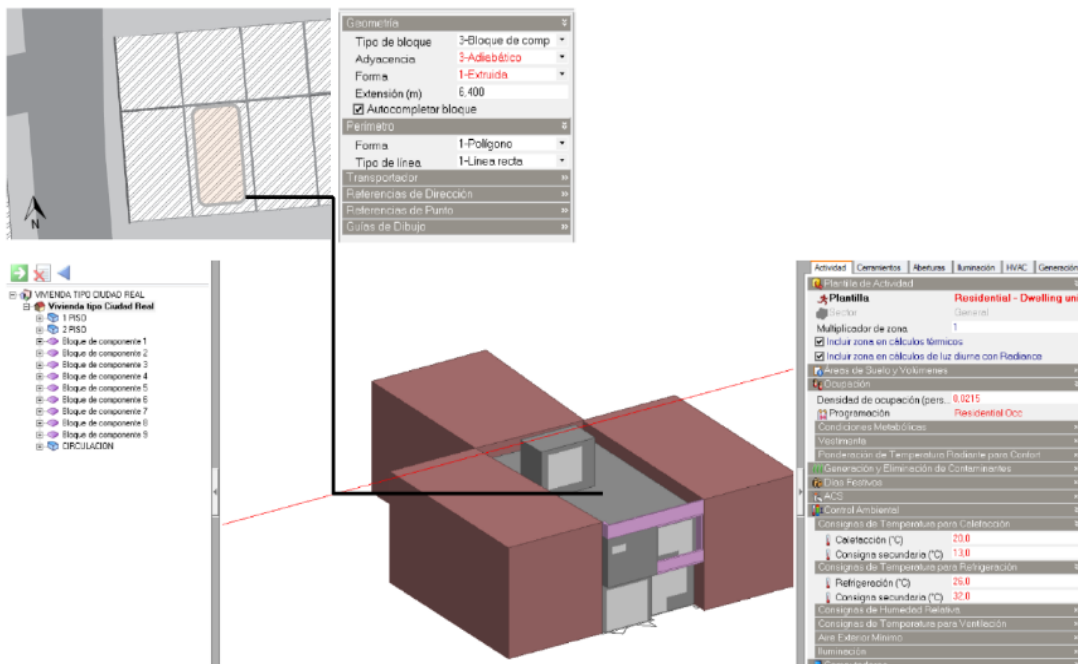 Geometría
Tipo de bloque 3-Bloque de comp
Adyacencia 3-Adiabático
Forma 1-Extruida
Extensión (m) 6,400
Autocompletar bloque
Perímetro
Forma 1-Polígono
Tipo de línea 1-Línea recta
Transportador
Referencias de Dirección
Referencias de Punto
Guías de Dibujo
N
VIVIENDA TIPO CIUDAD REAL
Vivienda tipo Ciudad Real
1 PISO
2 PISO
Bloque de componente 1
Bloque de componente 2
Bloque de componente 3
Bloque de componente 4
Bloque de componente 5
Bloque de componente 6
Bloque de componente 7
Bloque de componente 8
Bloque de componente 9
CIRCULACION
Actividad Cerramientos Aberturas Iluminación HVAC Generación
Plantilla de Actividad
Plantilla Residential - Dwelling uni
Sector General
Multiplicador de zona 1
Incluir zona en cálculos térmicos
Incluir zona en cálculos de luz diurna con Radiance
Áreas de Suelo y Volúmenes
Ocupación
Densidad de ocupación (pers... 0,0215
Programación Residential Occ
Condiciones Metabólicas
Vestimenta
Ponderación de Temperatura Radiante para Confort
Generación y Eliminación de Contaminantes
Días Festivos
ACS
Control Ambiental
Consignas de Temperatura para Calefacción
Calefacción (°C) 20,0
Consigna secundaria (°C) 13,0
Consignas de Temperatura para Refrigeración
Refrigeración (°C) 26,0
Consigna secundaria (°C) 32,0
Consignas de Humedad Relativa
Consignas de Temperatura para Ventilación
Aire Exterior Mínimo
Iluminación
Computadoras